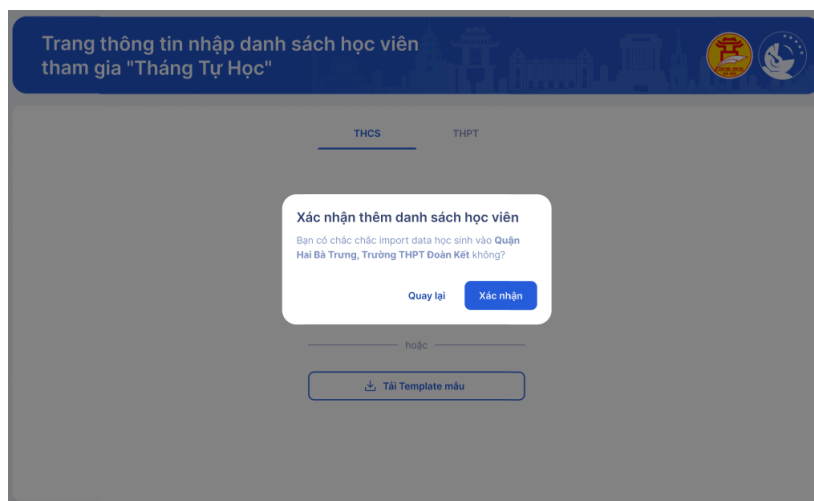 Trang thông tin nhập danh sách học viên
tham gia "Tháng Tự Học"
THCS
THPT
Xác nhận thêm danh sách học viên
Bạn có chắc chắc import data học sinh vào Quận
Hai Bà Trưng, Trường THPT Đoàn Kết không?
Quay lại
Xác nhận
hoặc
Tải Template mẫu